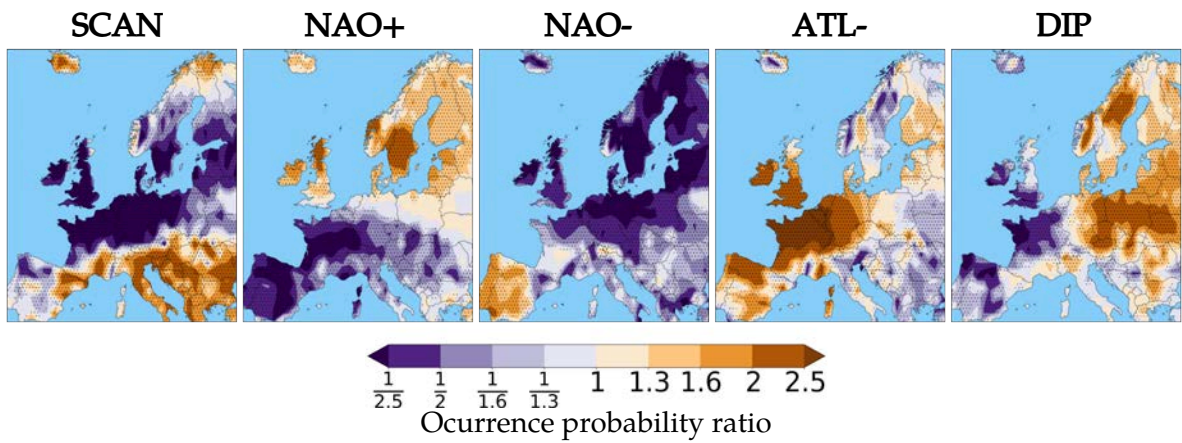 SCAN NAO+ NAO- ATL- DIP
1/2.5 1/2 1/1.6 1/1.3 1 1.3 1.6 2 2.5
Ocurrence probability ratio